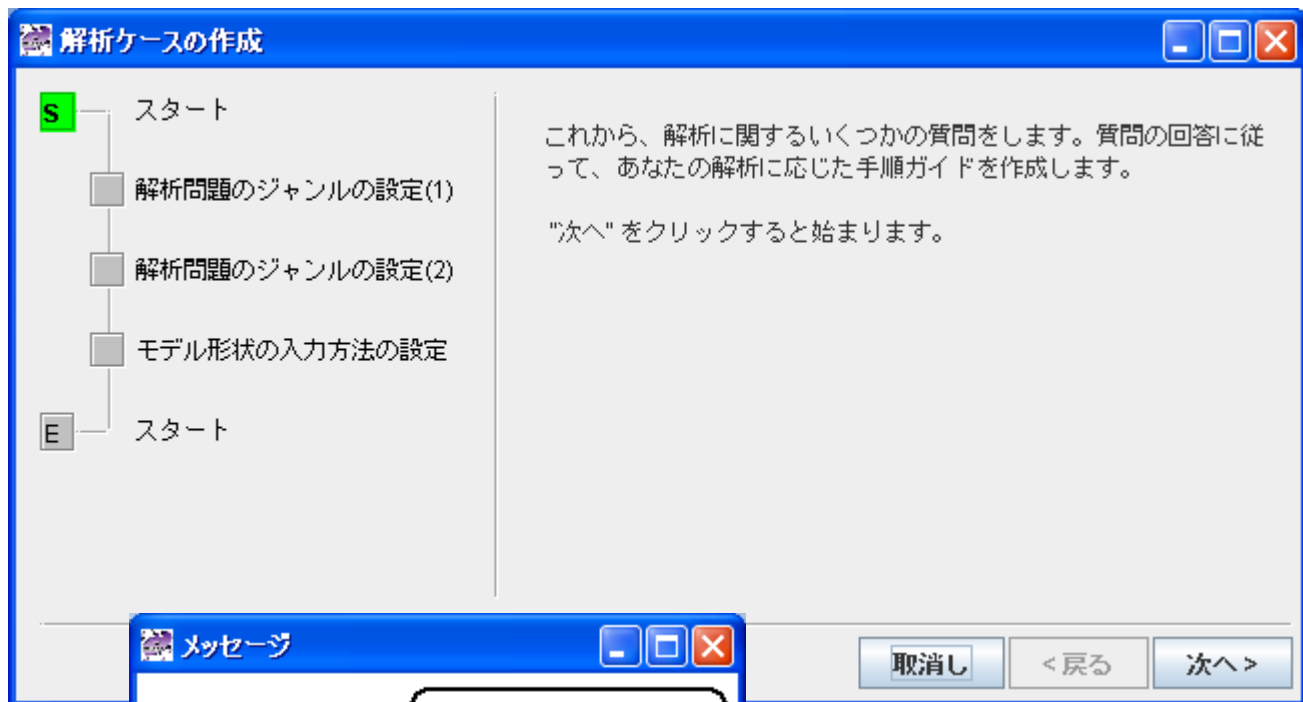 解析ケースの作成
S スタート
解析問題のジャンルの設定(1)
解析問題のジャンルの設定(2)
モデル形状の入力方法の設定
E スタート
これから、解析に関するいくつかの質問をします。質問の回答に従
って、あなたの解析に応じた手順ガイドを作成します。
"次へ" をクリックすると始まります。
メッセージ
取消し
<戻る
次へ>